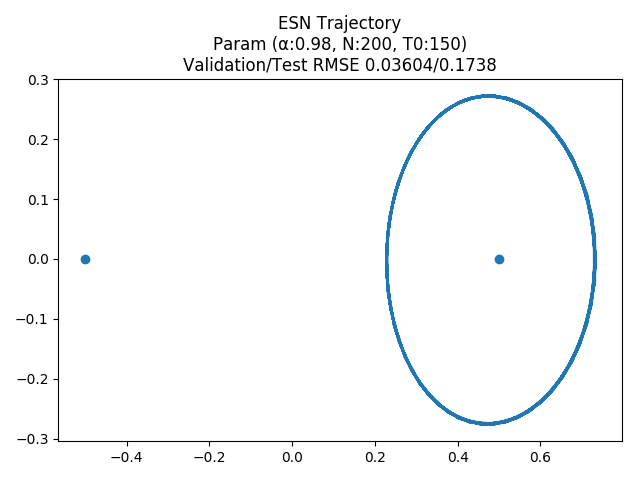 ESN Trajectory
Param (α:0.98, N:200, T0:150)
Validation/Test RMSE 0.03604/0.1738
0.3
0.2
0.1
0.0
−0.1
−0.2
−0.3
−0.4 −0.2 0.0 0.2 0.4 0.6